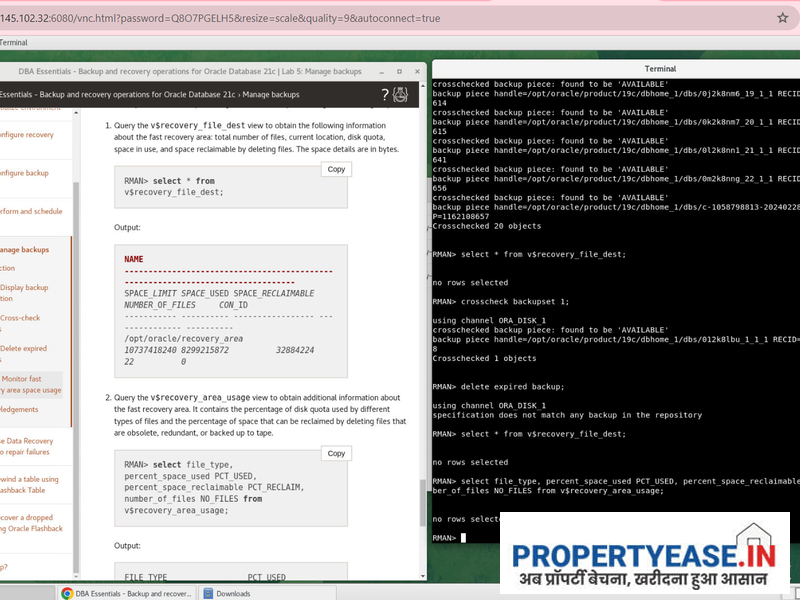 145.102.32:6080/vnc.html?password=Q8O7PGELH5&resize=scale&quality=9&autoconnect=true
Terminal
DBA Essentials - Backup and recovery operations for Oracle Database 21c | Lab 5: Manage backups
Essentials - Backup and recovery operations for Oracle Database 21c › Manage backups
?
onfigure recovery
onfigure backup
rform and schedule
anage backups
ction
Display backup
tion
Cross-check
s
Delete expired
s
Monitor fast
ry area space usage
wledgements
se Data Recovery
o repair failures
wind a table using
ashback Table
cover a dropped
ng Oracle Flashback
p?
1. Query the v$recovery_file_dest view to obtain the following information
about the fast recovery area: total number of files, current location, disk quota,
space in use, and space reclaimable by deleting files. The space details are in bytes.
Copy
RMAN> select * from
v$recovery_file_dest;
Output:
NAME
--------------------------------------------
------------------------------------
SPACE_LIMIT SPACE_USED SPACE_RECLAIMABLE
NUMBER_OF_FILES     CON_ID
----------- ---------- ----------------- ---
------------ ----------
/opt/oracle/recovery_area
10737418240 8299215872          32884224
22          0
2. Query the v$recovery_area_usage view to obtain additional information about
the fast recovery area. It contains the percentage of disk quota used by different
types of files and the percentage of space that can be reclaimed by deleting files that
are obsolete, redundant, or backed up to tape.
Copy
RMAN> select file_type,
percent_space_used PCT_USED,
percent_space_reclaimable PCT_RECLAIM,
number_of_files NO_FILES from
v$recovery_area_usage;
Output:
FILE_TYPE               PCT_USED
Terminal
crosschecked backup piece: found to be 'AVAILABLE'
backup piece handle=/opt/oracle/product/19c/dbhome_1/dbs/0j2k8nm6_19_1_1 RECID
614
crosschecked backup piece: found to be 'AVAILABLE'
backup piece handle=/opt/oracle/product/19c/dbhome_1/dbs/0k2k8nm7_20_1_1 RECID
615
crosschecked backup piece: found to be 'AVAILABLE'
backup piece handle=/opt/oracle/product/19c/dbhome_1/dbs/0l2k8nn1_21_1_1 RECID
641
crosschecked backup piece: found to be 'AVAILABLE'
backup piece handle=/opt/oracle/product/19c/dbhome_1/dbs/0m2k8nng_22_1_1 RECID
656
crosschecked backup piece: found to be 'AVAILABLE'
backup piece handle=/opt/oracle/product/19c/dbhome_1/dbs/c-1058798813-20240228
P=1162108657
Crosschecked 20 objects
RMAN> select * from v$recovery_file_dest;
no rows selected
RMAN> crosscheck backupset 1;
using channel ORA_DISK_1
crosschecked backup piece: found to be 'AVAILABLE'
backup piece handle=/opt/oracle/product/19c/dbhome_1/dbs/012k8lbu_1_1_1 RECID=
8
Crosschecked 1 objects
RMAN> delete expired backup;
using channel ORA_DISK_1
specification does not match any backup in the repository
RMAN> select * from v$recovery_file_dest;
no rows selected
RMAN> select file_type, percent_space_used PCT_USED, percent_space_reclaimable
ber_of_files NO_FILES from v$recovery_area_usage;
no rows selecte
RMAN>
PROPERTYEASE.IN
अब प्रॉपर्टी बेचना, खरीदना हुआ आसान
DBA Essentials - Backup and recover...
Downloads